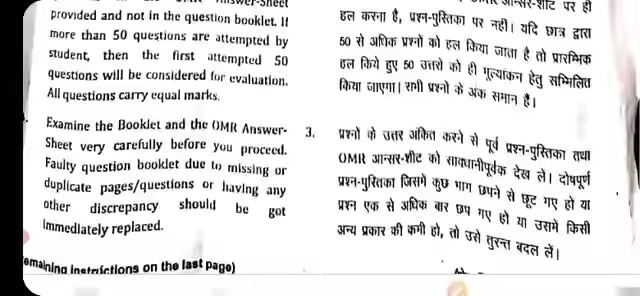 provided and not in the question booklet. If
more than 50 questions are attempted by
student, then the first attempted 50
questions will be considered for evaluation.
All questions carry equal marks.
Examine the Booklet and the OMR Answer-
Sheet very carefully before you proceed.
Faulty question booklet due to missing or
duplicate pages/questions or having any
other discrepancy should be got
immediately replaced.
emaining instructions on the last page)
हल करना है, प्रश्न-पुस्तिका पर नहीं। यदि छात्र द्वारा
50 से अधिक प्रश्नों को हल किया जाता है तो प्रारम्भिक
हल किये हुए 50 उत्तरों को ही मूल्यांकन हेतु सम्मिलित
किया जाएगा। सभी प्रश्नों के अंक समान हैं।
3. प्रश्नों के उत्तर अंकित करने से पूर्व प्रश्न-पुस्तिका तथा
OMR आन्सर-शीट को सावधानीपूर्वक देख लें। दोषपूर्ण
प्रश्न-पुस्तिका जिसमें कुछ भाग छपने से छूट गए हों या
प्रश्न एक से अधिक बार छप गए हों या उसमें किसी
अन्य प्रकार की कमी हो, तो उसे तुरन्त बदल लें।